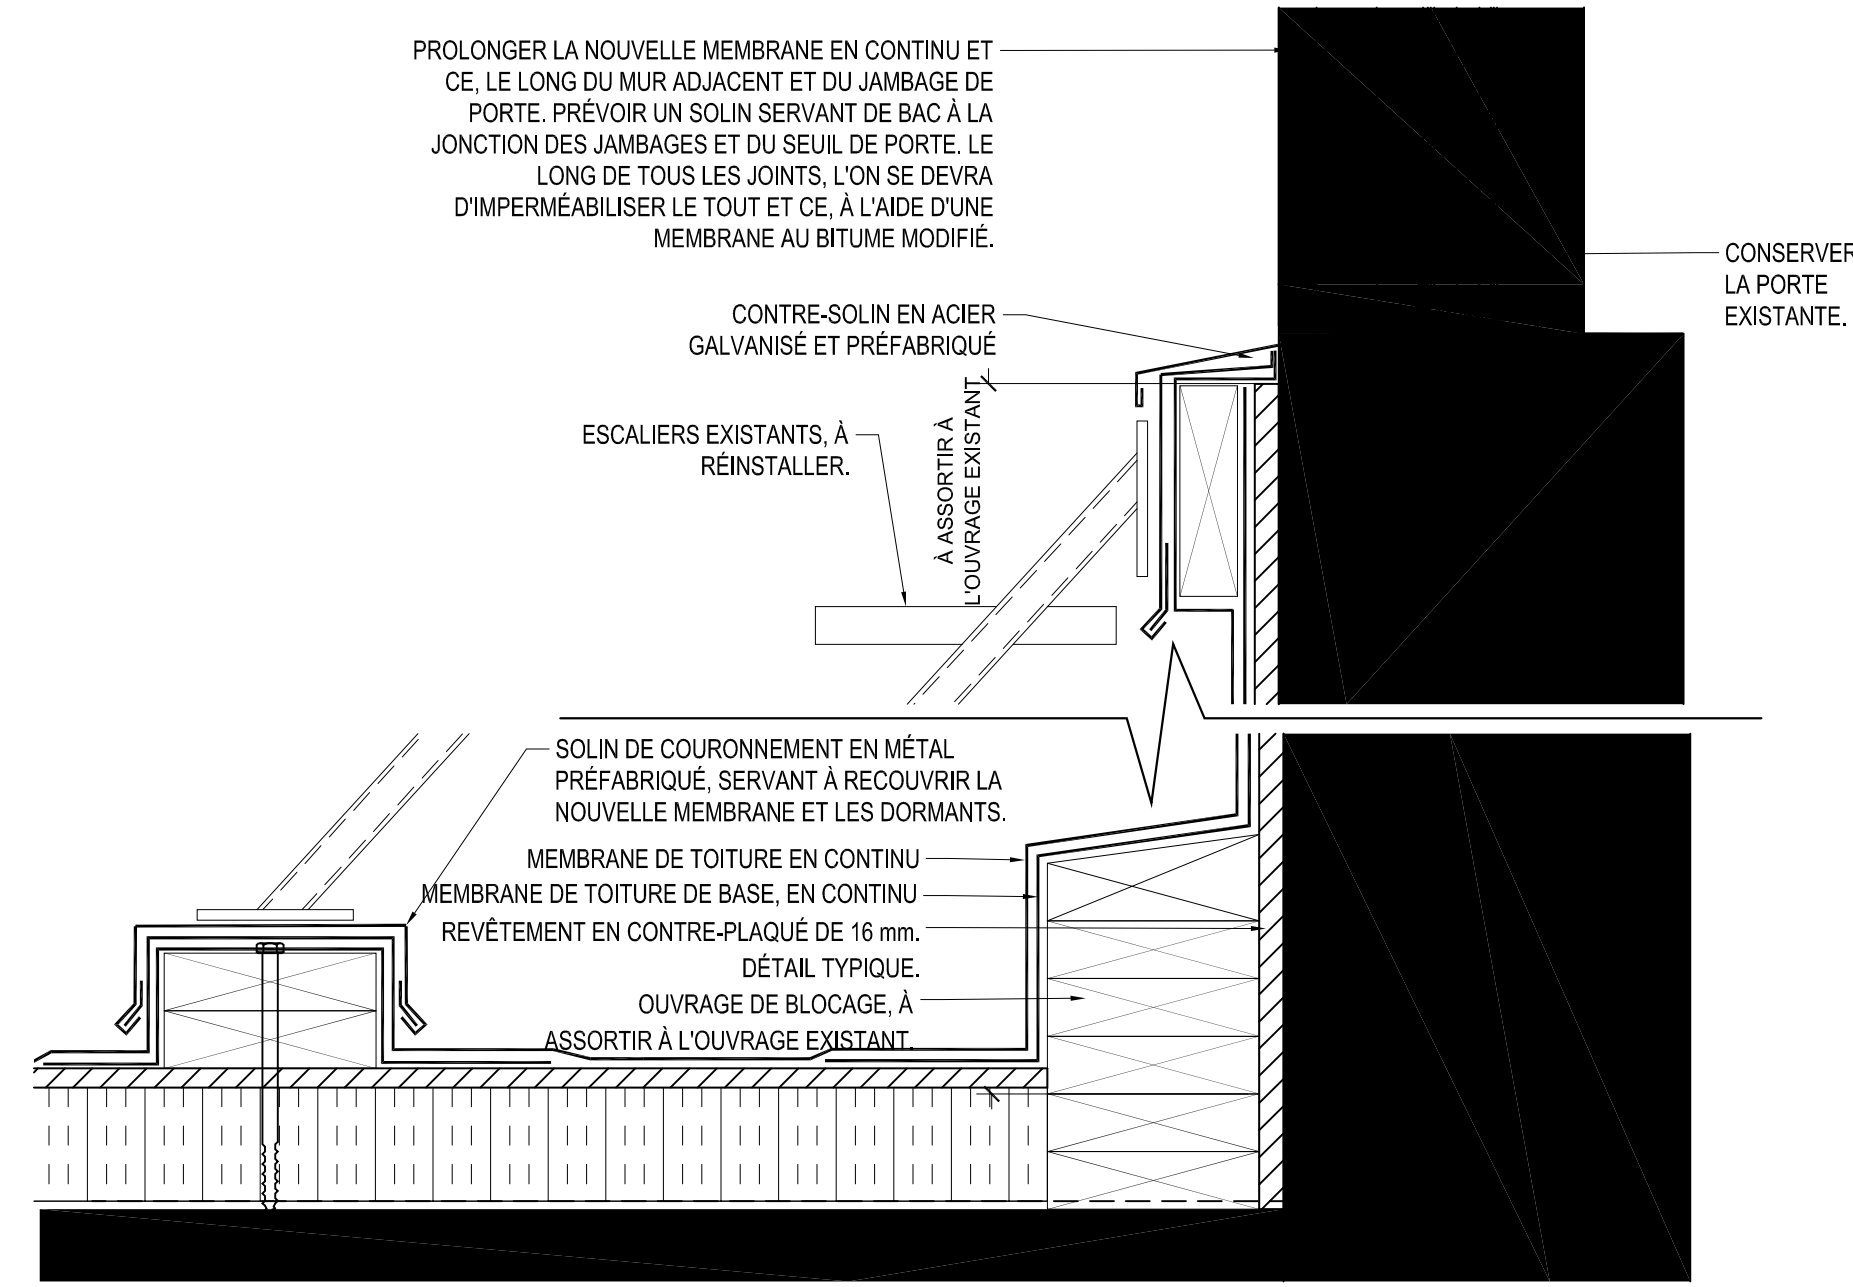 PROLONGER LA NOUVELLE MEMBRANE EN CONTINU ET
CE, LE LONG DU MUR ADJACENT ET DU JAMBAGE DE
PORTE. PRÉVOIR UN SOLIN SERVANT DE BAC À LA
JONCTION DES JAMBAGES ET DU SEUIL DE PORTE. LE
LONG DE TOUS LES JOINTS, L'ON SE DEVRA
D'IMPERMÉABILISER LE TOUT ET CE, À L'AIDE D'UNE
MEMBRANE AU BITUME MODIFIÉ.
CONSERVER
LA PORTE
EXISTANTE.
CONTRE-SOLIN EN ACIER
GALVANISÉ ET PRÉFABRIQUÉ
À ASSORTIR À
L'OUVRAGE EXISTANT
ESCALIERS EXISTANTS, À
RÉINSTALLER.
SOLIN DE COURONNEMENT EN MÉTAL
PRÉFABRIQUÉ, SERVANT À RECOUVRIR LA
NOUVELLE MEMBRANE ET LES DORMANTS.
MEMBRANE DE TOITURE EN CONTINU
MEMBRANE DE TOITURE DE BASE, EN CONTINU
REVÊTEMENT EN CONTRE-PLAQUÉ DE 16 mm.
DÉTAIL TYPIQUE.
OUVRAGE DE BLOCAGE, À
ASSORTIR À L'OUVRAGE EXISTANT.